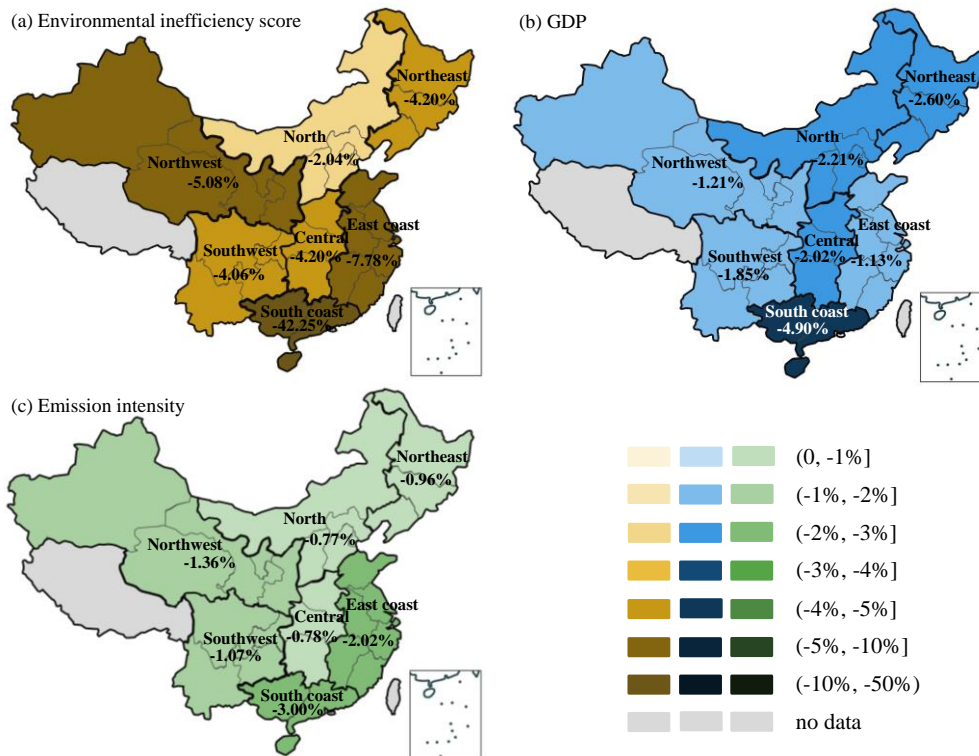 (a) Environmental inefficiency score
Northeast
-4.20%
North
-2.04%
Northwest
-5.08%
East coast
-7.78%
Central
-4.20%
Southwest
-4.06%
South coast
-42.25%
(b) GDP
Northeast
-2.60%
North
-2.21%
Northwest
-1.21%
East coast
-1.13%
Central
-2.02%
Southwest
-1.85%
South coast
-4.90%
(c) Emission intensity
Northeast
-0.96%
North
-0.77%
Northwest
-1.36%
East coast
-2.02%
Central
-0.78%
Southwest
-1.07%
South coast
-3.00%
(0, -1%]
(-1%, -2%]
(-2%, -3%]
(-3%, -4%]
(-4%, -5%]
(-5%, -10%]
(-10%, -50%)
no data